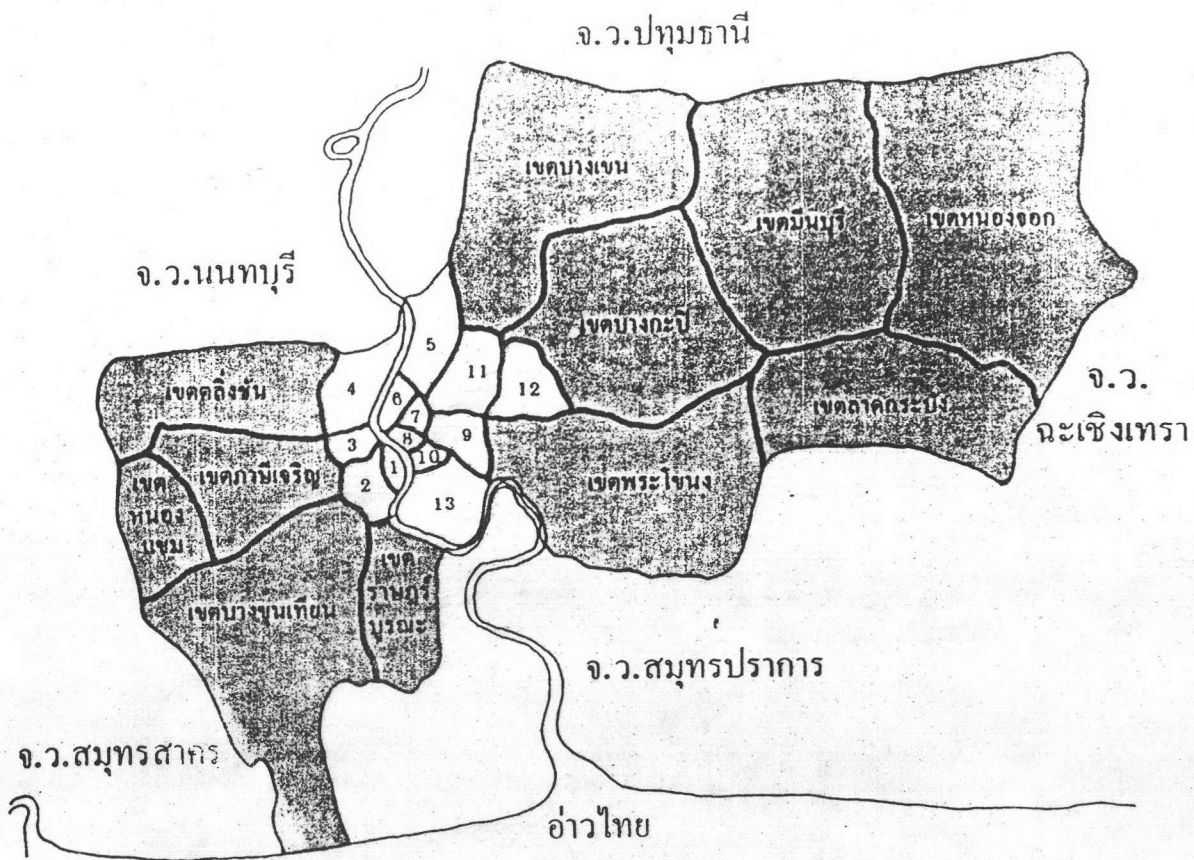 จ.ว.ปทุมธานี
เขตบางเขน
เขตมีนบุรี
เขตหนองจอก
จ.ว.นนทบุรี
เขตบางกะปิ
5
11
12
4
6
7
เขตตลิ่งชัน
เขตลาดกระบัง
จ.ว.
ฉะเชิงเทรา
3
8
9
10
1
2
13
เขตภาษีเจริญ
เขต
หนอง
แขม
เขตพระโขนง
เขตบางขุนเทียน
เขต
ราษฎร์
บูรณะ
จ.ว.สมุทรปราการ
จ.ว.สมุทรสาคร
อ่าวไทย